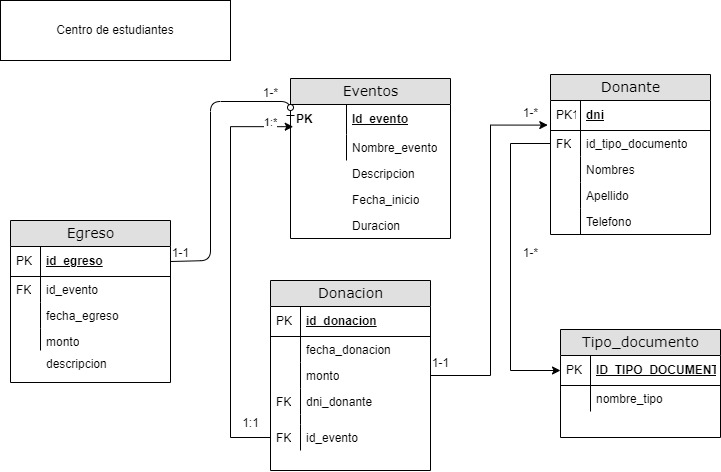 Centro de estudiantes
1-*
Eventos
PK Id_evento
Nombre_evento
Descripcion
Fecha_inicio
Duracion
1:*
1-*
Donante
PK1 dni
FK id_tipo_documento
Nombres
Apellido
Telefono
Egreso
PK id_egreso
FK id_evento
fecha_egreso
monto
descripcion
1-1
1-*
Donacion
PK id_donacion
fecha_donacion
monto
FK dni_donante
FK id_evento
1-1
1:1
Tipo_documento
PK ID_TIPO_DOCUMENT
nombre_tipo